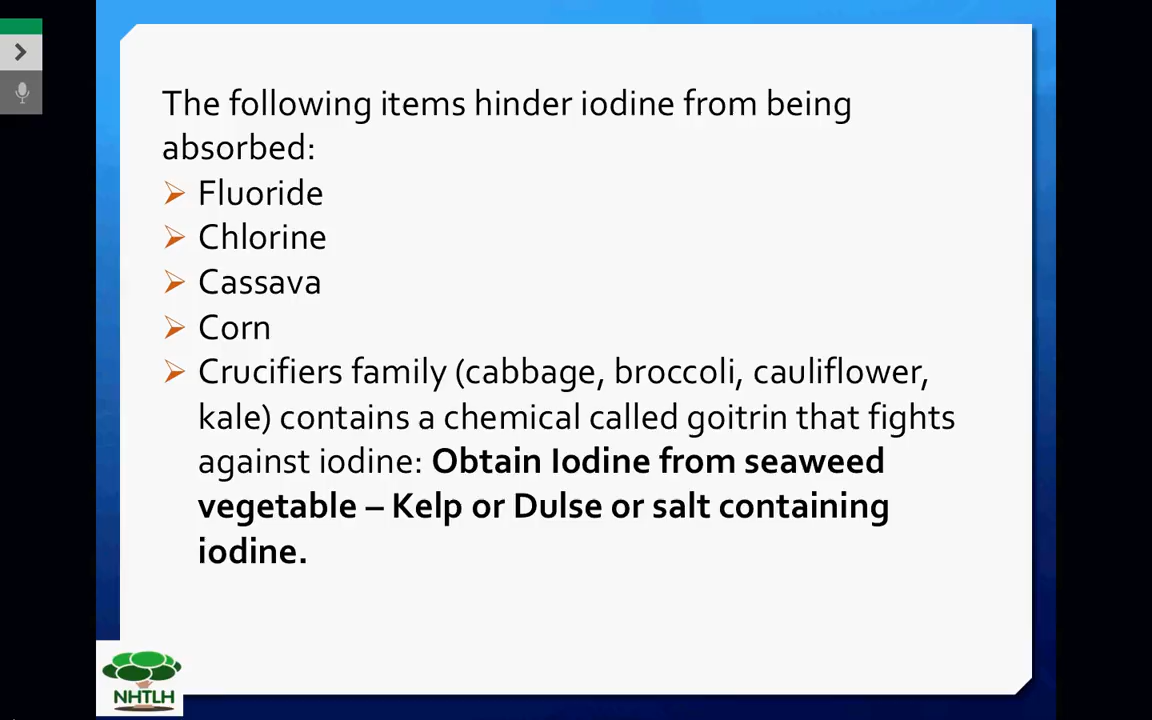 The following items hinder iodine from being
absorbed:
Fluoride
Chlorine
Cassava
Corn
Crucifiers family (cabbage, broccoli, cauliflower,
kale) contains a chemical called goitrin that fights
against iodine: Obtain Iodine from seaweed
vegetable – Kelp or Dulse or salt containing
iodine.
NHTLH